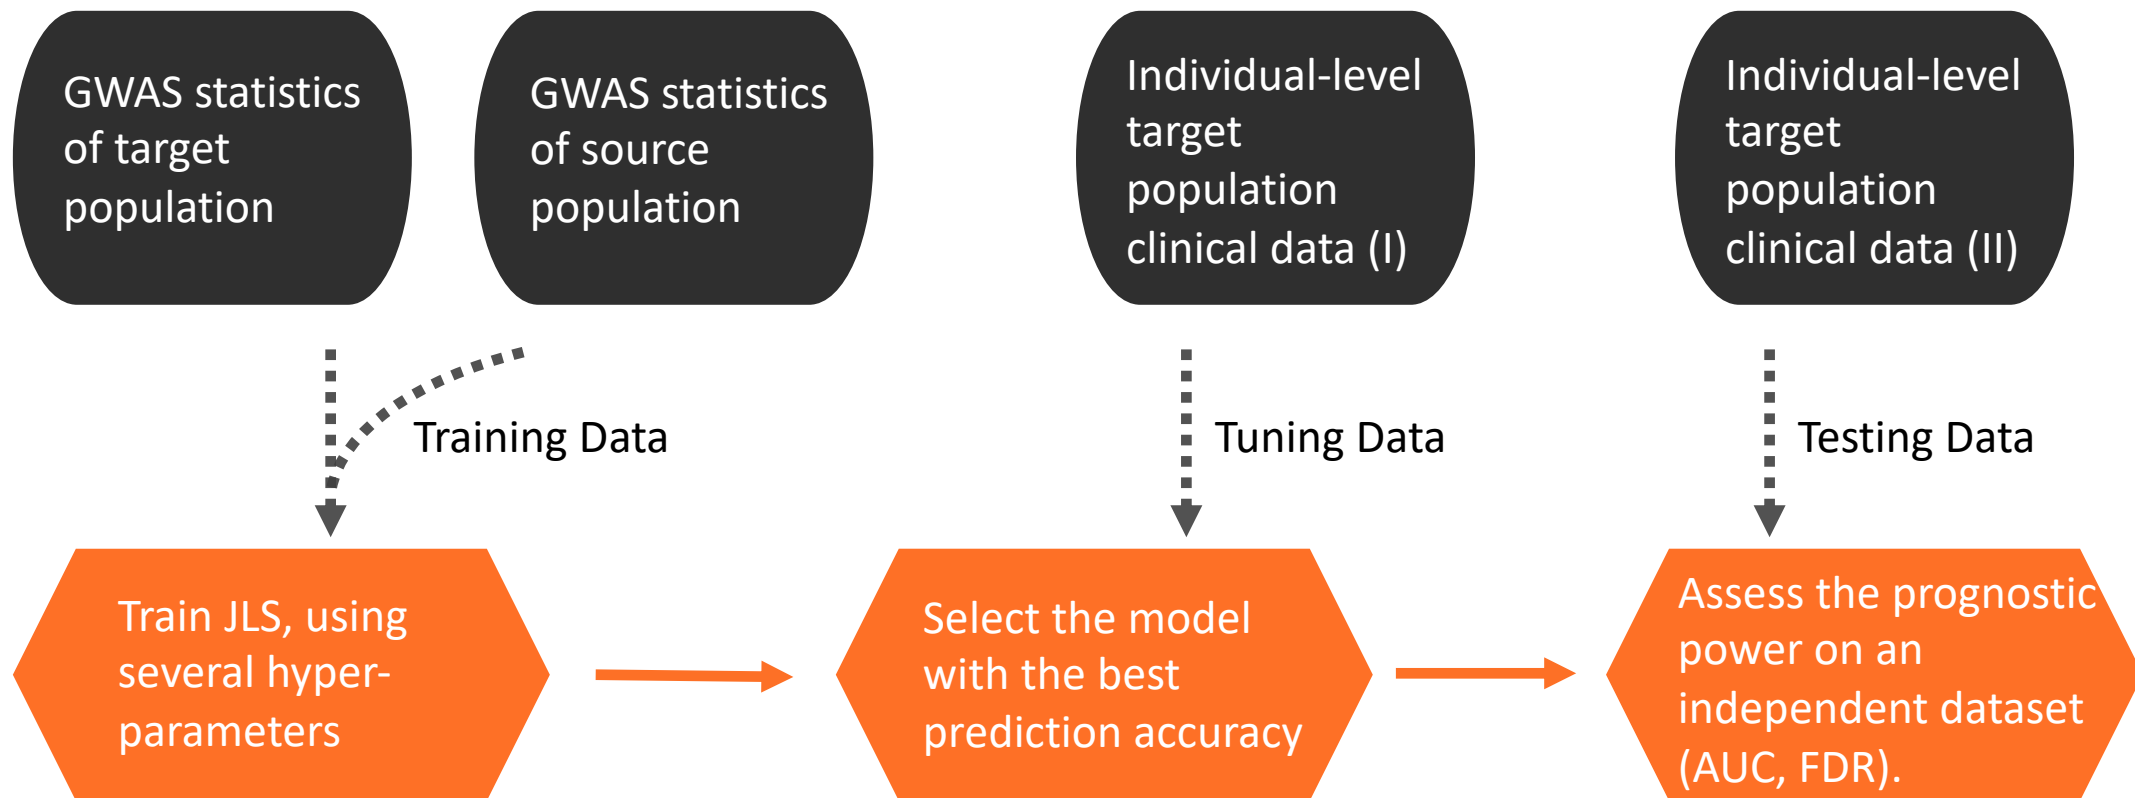 GWAS statistics
of target
population
GWAS statistics
of source
population
Individual-level
target
population
clinical data (I)
Individual-level
target
population
clinical data (II)
Training Data
Tuning Data
Testing Data
Train JLS, using
several hyper-
parameters
Select the model
with the best
prediction accuracy
Assess the prognostic
power on an
independent dataset
(AUC, FDR).